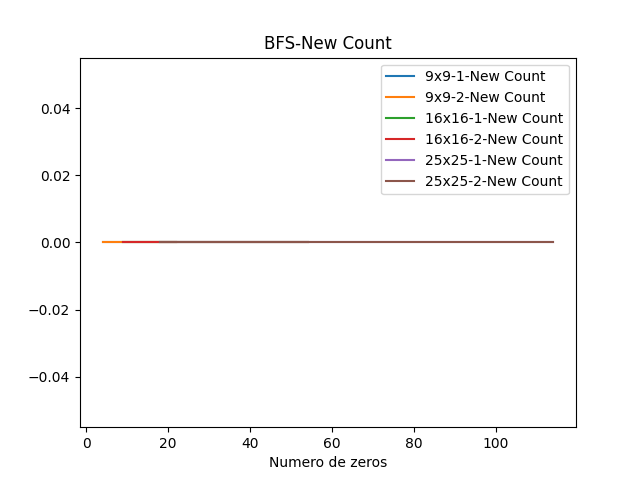 BFS-New Count
9x9-1-New Count
9x9-2-New Count
16x16-1-New Count
16x16-2-New Count
25x25-1-New Count
25x25-2-New Count
0.04
0.02
0.00
−0.02
−0.04
0 20 40 60 80 100
Numero de zeros